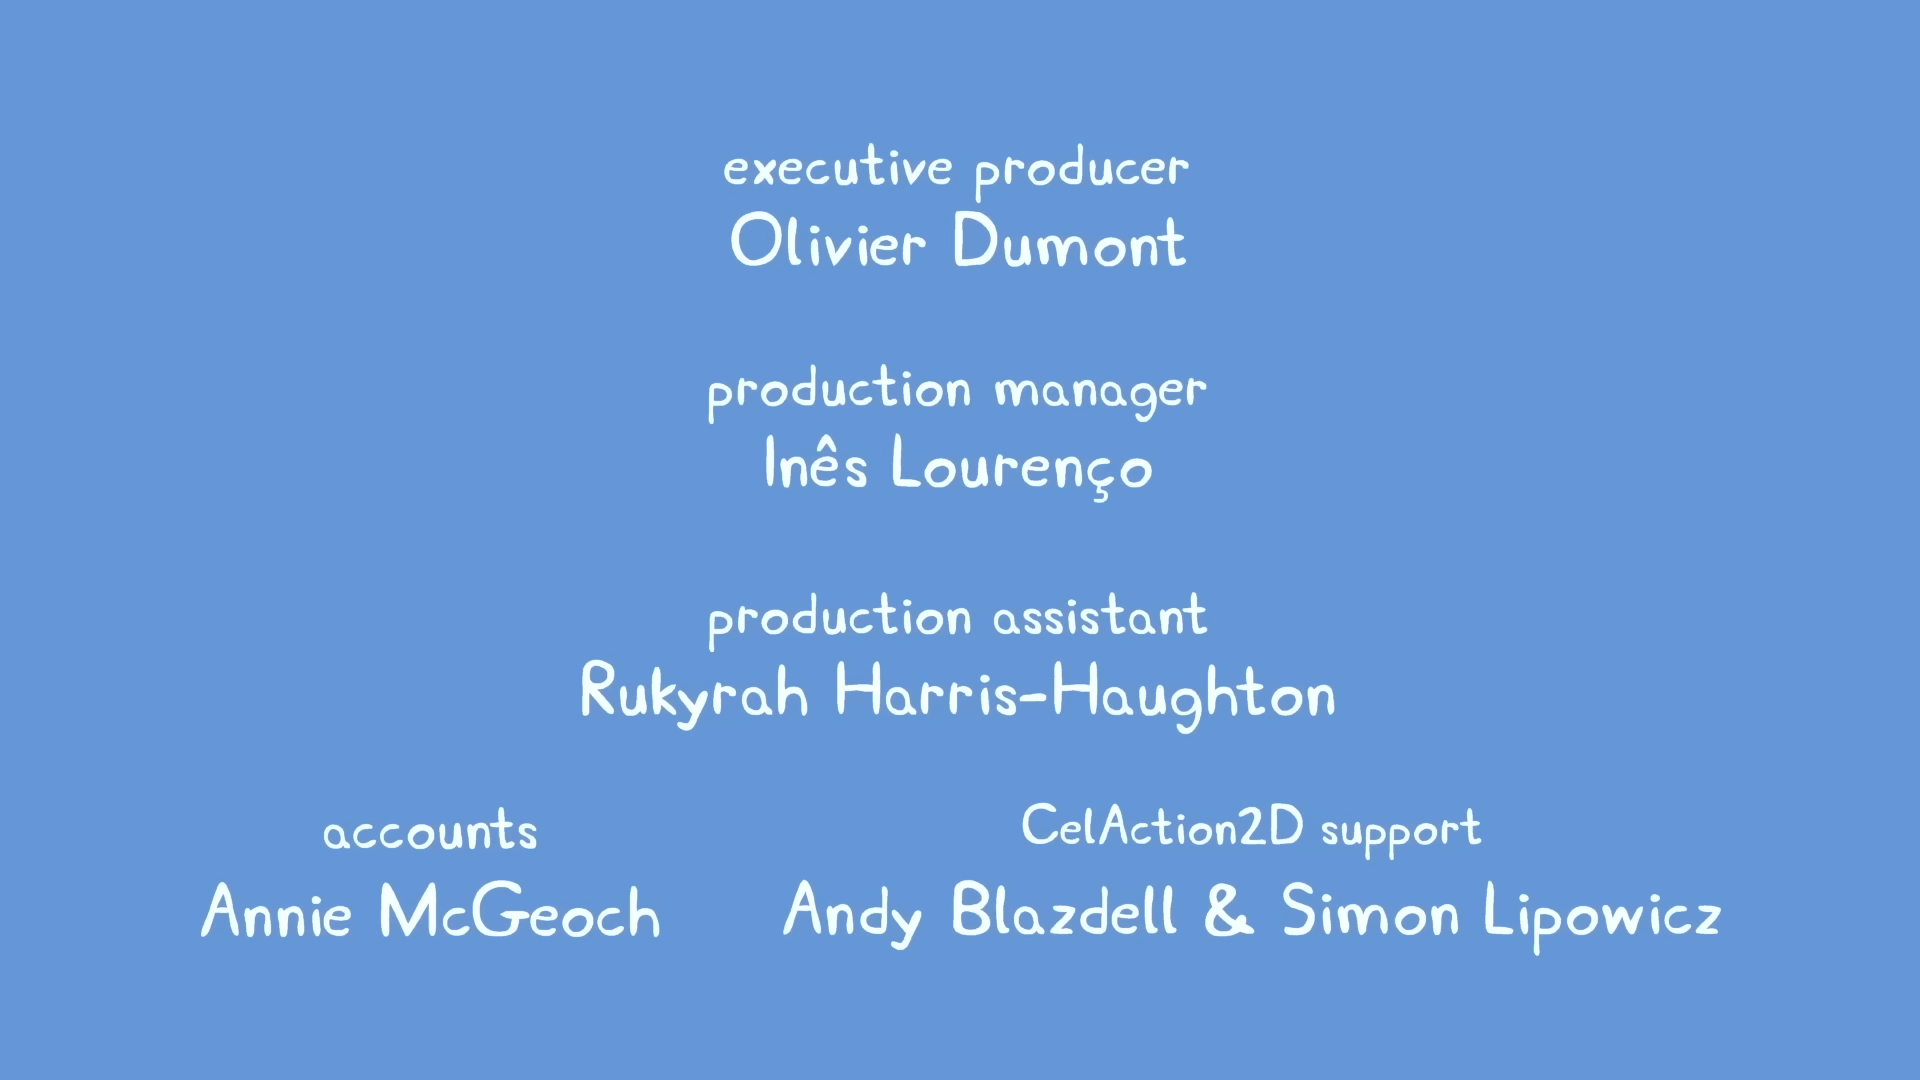 executive producer
Olivier Dumont
production manager
Inês Lourenço
production assistant
Rukyrah Harris-Haughton
accounts
Annie McGeoch
CelAction2D support
Andy Blazdell & Simon Lipowicz